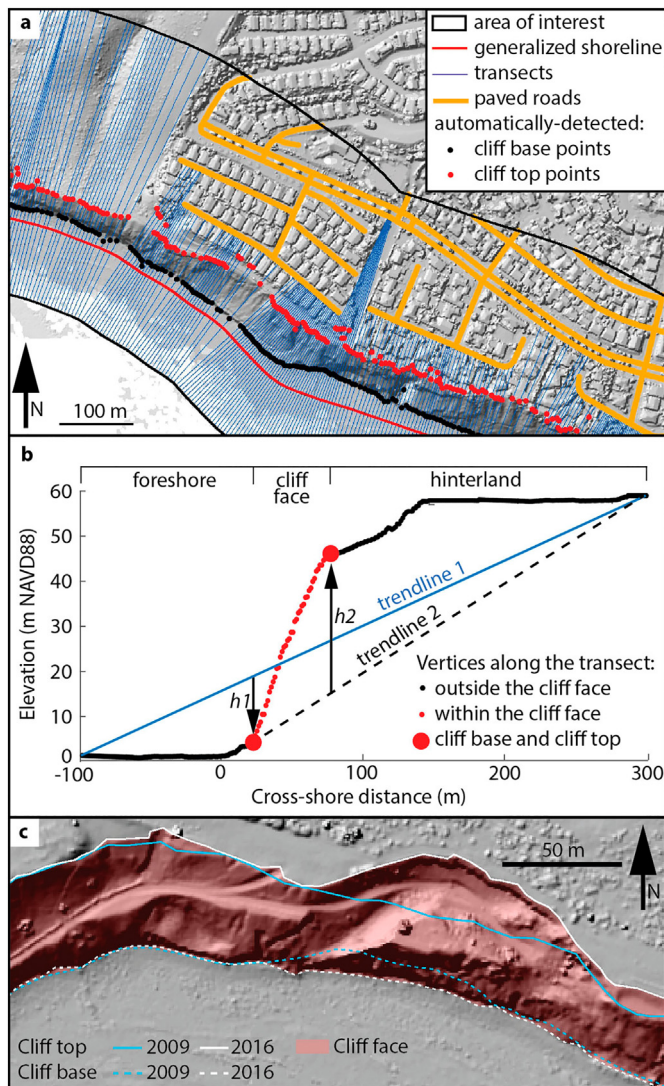 a
area of interest
generalized shoreline
transects
paved roads
automatically-detected:
cliff base points
cliff top points
N
100 m
b
foreshore
cliff
face
hinterland
60
50
40
30
20
10
0
-100
0
100
200
300
Elevation (m NAVD88)
Cross-shore distance (m)
trendline 1
trendline 2
h1
h2
Vertices along the transect:
outside the cliff face
within the cliff face
cliff base and cliff top
c
50 m
N
Cliff top 2009 2016 Cliff face
Cliff base 2009 2016